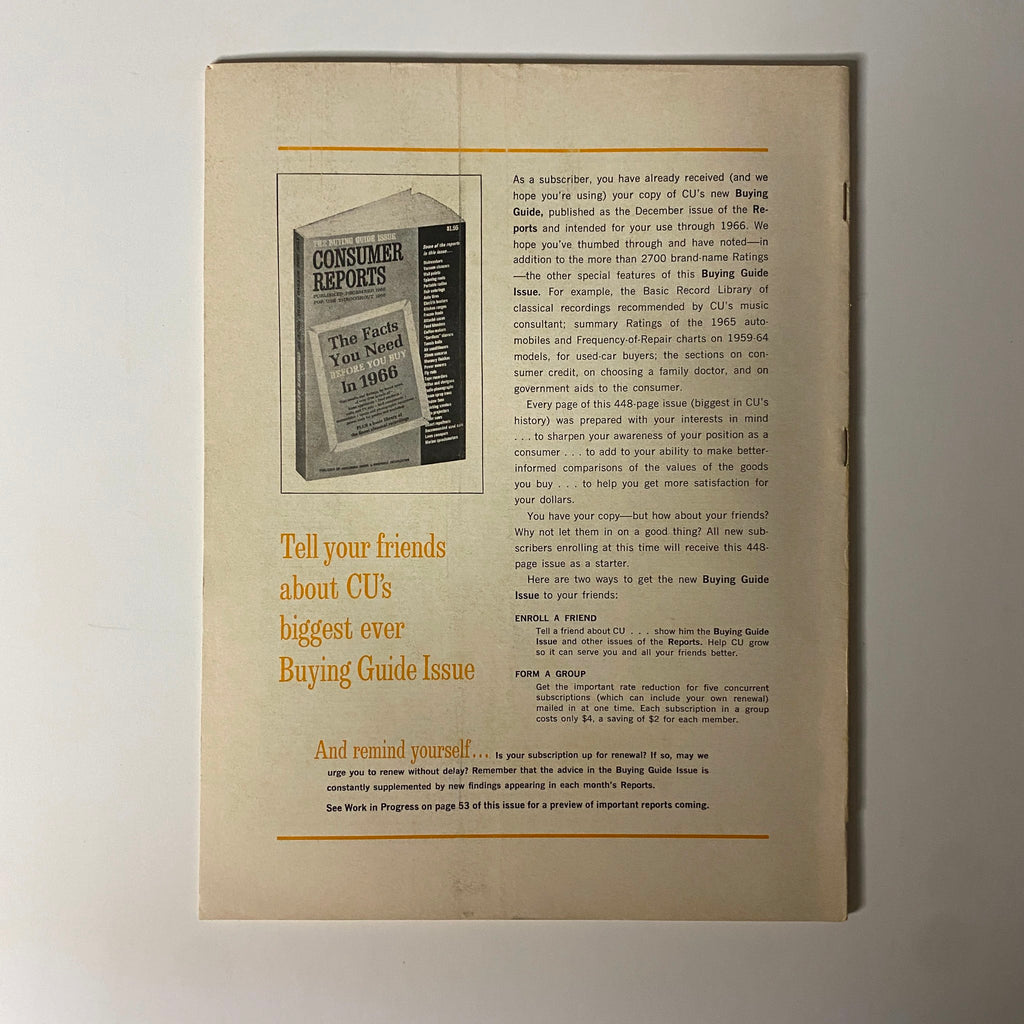 THE BUYING GUIDE ISSUE
$1.95
CONSUMER
REPORTS
PUBLISHED DECEMBER 1965
FOR USE THROUGHOUT 1966
Some of the reports
in this issue...
The Facts
You Need
BEFORE YOU BUY
In 1966
Tell your friends
about CU's
biggest ever
Buying Guide Issue
As a subscriber, you have already received (and we
hope you're using) your copy of CU's new Buying
Guide, published as the December issue of the Re-
ports and intended for your use through 1966. We
hope you've thumbed through and have noted—in
addition to the more than 2700 brand-name Ratings
—the other special features of this Buying Guide
Issue. For example, the Basic Record Library of
classical recordings recommended by CU's music
consultant; summary Ratings of the 1965 auto-
mobiles and Frequency-of-Repair charts on 1959-64
models, for used-car buyers; the sections on con-
sumer credit, on choosing a family doctor, and on
government aids to the consumer.
Every page of this 448-page issue (biggest in CU's
history) was prepared with your interests in mind
. . . to sharpen your awareness of your position as a
consumer . . . to add to your ability to make better-
informed comparisons of the values of the goods
you buy . . . to help you get more satisfaction for
your dollars.
You have your copy—but how about your friends?
Why not let them in on a good thing? All new sub-
scribers enrolling at this time will receive this 448-
page issue as a starter.
Here are two ways to get the new Buying Guide
Issue to your friends:
ENROLL A FRIEND
Tell a friend about CU . . . show him the Buying Guide
Issue and other issues of the Reports. Help CU grow
so it can serve you and all your friends better.
FORM A GROUP
Get the important rate reduction for five concurrent
subscriptions (which can include your own renewal)
mailed in at one time. Each subscription in a group
costs only $4, a saving of $2 for each member.
And remind yourself... Is your subscription up for renewal? If so, may we
urge you to renew without delay? Remember that the advice in the Buying Guide Issue is
constantly supplemented by new findings appearing in each month's Reports.
See Work in Progress on page 53 of this issue for a preview of important reports coming.